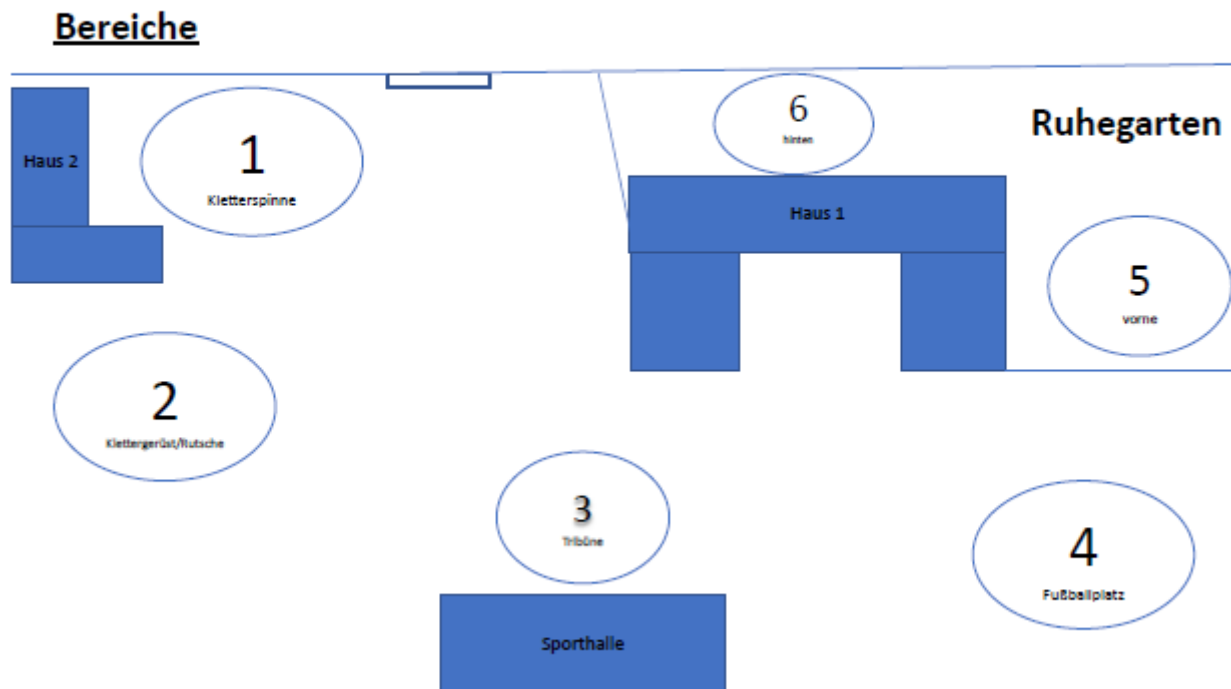 Bereiche
Haus 2
1
Kletterspinne
6
hinten
Ruhegarten
Haus 1
5
vorne
2
Klettergerüst/Rutsche
3
Tribüne
4
Fußballplatz
Sporthalle